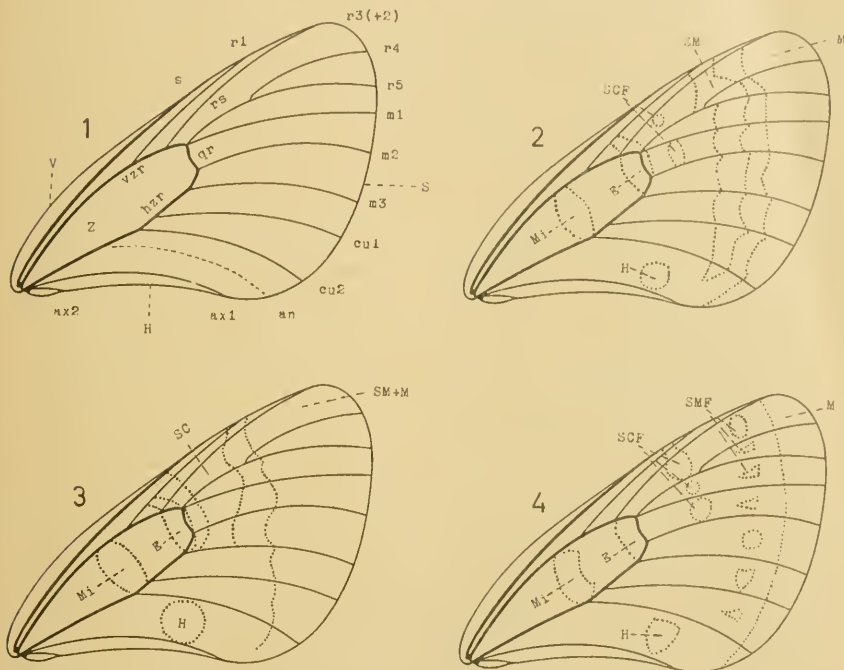 r3(+2)
r1
r4
s
rs
r5
m1
1
qr
m2
V
vzr
S
hzr
m3
Z
cu1
cu2
ax2
ax1
an
H
SM
M
SCF
2
E
Mi
H
SM+M
SC
3
E
Mi
H
SMF
M
SCF
4
E
Mi
H